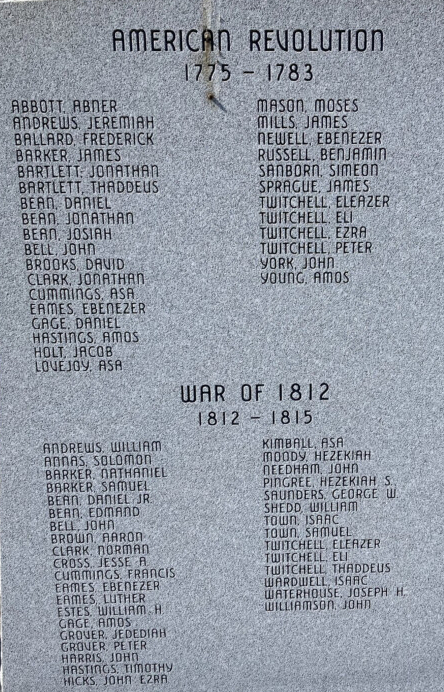 AMERICAN REVOLUTION
1775 – 1783
ABBOTT, ABNER
ANDREWS, JEREMIAH
BALLARD, FREDERICK
BARKER, JAMES
BARTLETT, JONATHAN
BARTLETT, THADDEUS
BEAN, DANIEL
BEAN, JONATHAN
BEAN, JOSIAH
BELL, JOHN
BROOKS, DAVID
CLARK, JONATHAN
CUMMINGS, ASA
EAMES, EBENEZER
GAGE, DANIEL
HASTINGS, AMOS
HOLT, JACOB
LOVEJOY, ASA
MASON, MOSES
MILLS, JAMES
NEWELL, EBENEZER
RUSSELL, BENJAMIN
SANBORN, SIMEON
SPRAGUE, JAMES
TWITCHELL, ELEAZER
TWITCHELL, ELI
TWITCHELL, EZRA
TWITCHELL, PETER
YORK, JOHN
YOUNG, AMOS
WAR OF 1812
1812 – 1815
ANDREWS, WILLIAM
ANNAS, SOLOMON
BARKER, NATHANIEL
BARKER, SAMUEL
BEAN, DANIEL JR.
BEAN, EDMAND
BELL, JOHN
BROWN, AARON
CLARK, NORMAN
CROSS, JESSE A.
CUMMINGS, FRANCIS
EAMES, EBENEZER
EAMES, LUTHER
ESTES, WILLIAM H.
GAGE, AMOS
GROVER, JEDEDIAH
GROVER, PETER
HARRIS, JOHN
HASTINGS, TIMOTHY
HICKS, JOHN EZRA
KIMBALL, ASA
MOODY, HEZEKIAH
NEEDHAM, JOHN
PINGREE, HEZEKIAH S.
SAUNDERS, GEORGE W.
SHEDD, WILLIAM
TOWN, ISAAC
TOWN, SAMUEL
TWITCHELL, ELEAZER
TWITCHELL, ELI
TWITCHELL, THADDEUS
WARDWELL, ISAAC
WATERHOUSE, JOSEPH H.
WILLIAMSON, JOHN